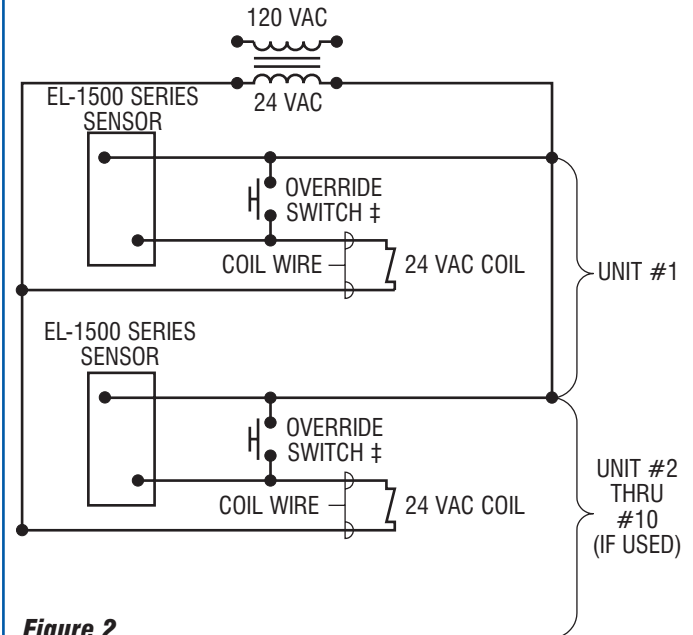 120 VAC
24 VAC
EL-1500 SERIES
SENSOR
OVERRIDE
SWITCH ‡
COIL WIRE
24 VAC COIL
UNIT #1
EL-1500 SERIES
SENSOR
OVERRIDE
SWITCH ‡
COIL WIRE
24 VAC COIL
UNIT #2
THRU
#10
(IF USED)
Figure 2